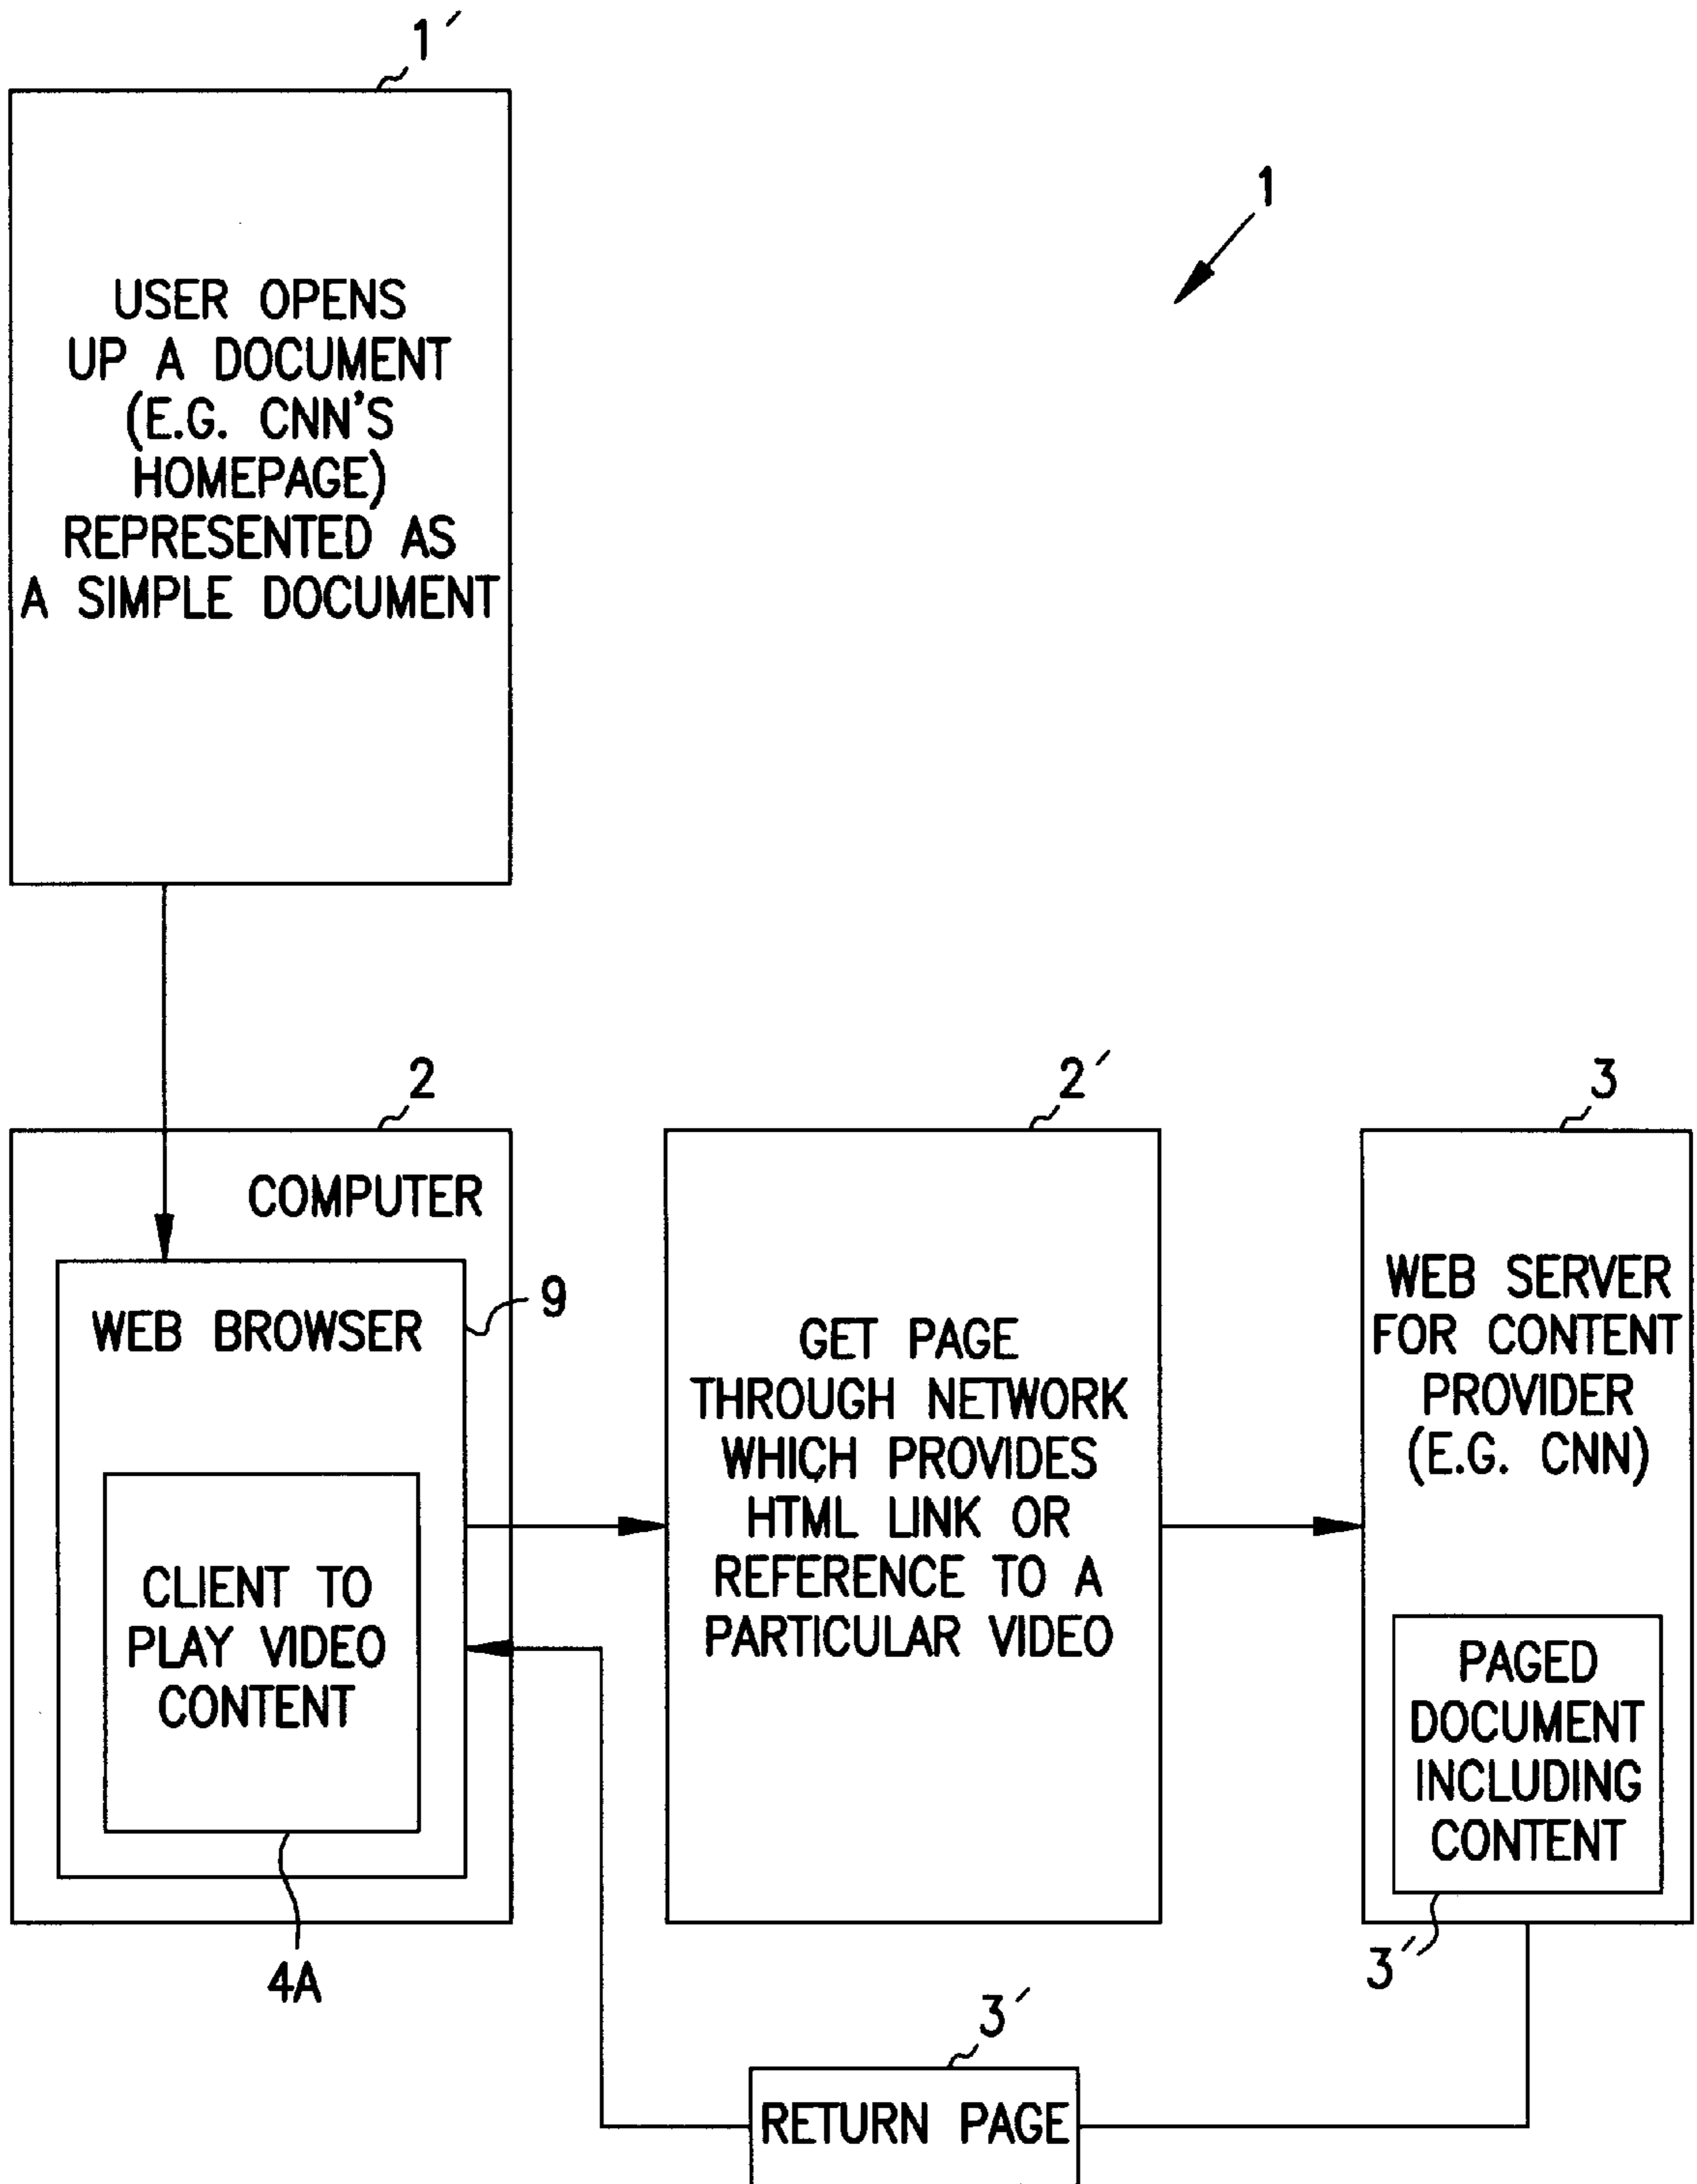 1′
1
USER OPENS
UP A DOCUMENT
(E.G. CNN'S
HOMEPAGE)
REPRESENTED AS
A SIMPLE DOCUMENT
2
2′
3
COMPUTER
WEB BROWSER
9
CLIENT TO
PLAY VIDEO
CONTENT
4A
GET PAGE
THROUGH NETWORK
WHICH PROVIDES
HTML LINK OR
REFERENCE TO A
PARTICULAR VIDEO
WEB SERVER
FOR CONTENT
PROVIDER
(E.G. CNN)
PAGED
DOCUMENT
INCLUDING
CONTENT
3″
3′
RETURN PAGE